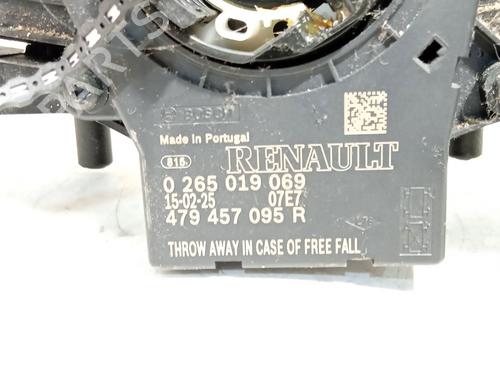 BOSCH
Made in Portugal
816
RENAULT
0 265 019 069
15-02-25 07E7
479 457 095 R
THROW AWAY IN CASE OF FREE FALL